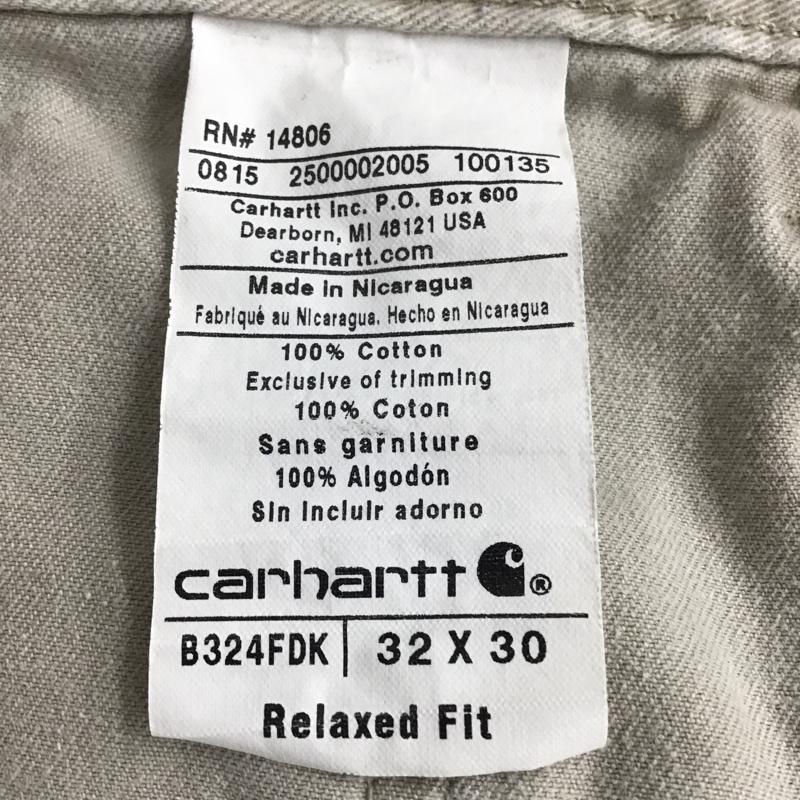 RN# 14806
0815 2500002005 100135
Carhartt Inc. P.O. Box 600
Dearborn, MI 48121 USA
carhartt.com
Made in Nicaragua
Fabriqué au Nicaragua. Hecho en Nicaragua
100% Cotton
Exclusive of trimming
100% Coton
Sans garniture
100% Algodón
Sin incluir adorno
carhartt ®
B324FDK 32 X 30
Relaxed Fit